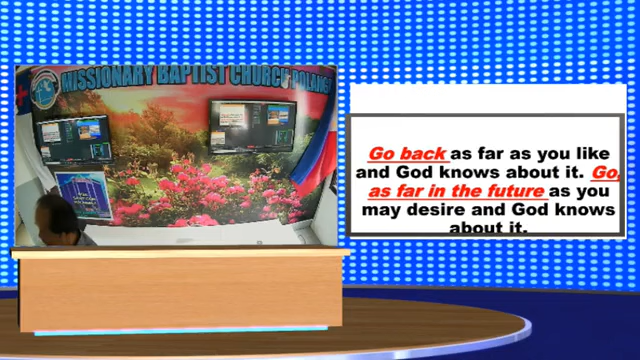 MISSIONARY BAPTIST CHURCH POLANGUI
Go back as far as you like
and God knows about it. Go,
as far in the future as you
may desire and God knows
about it.